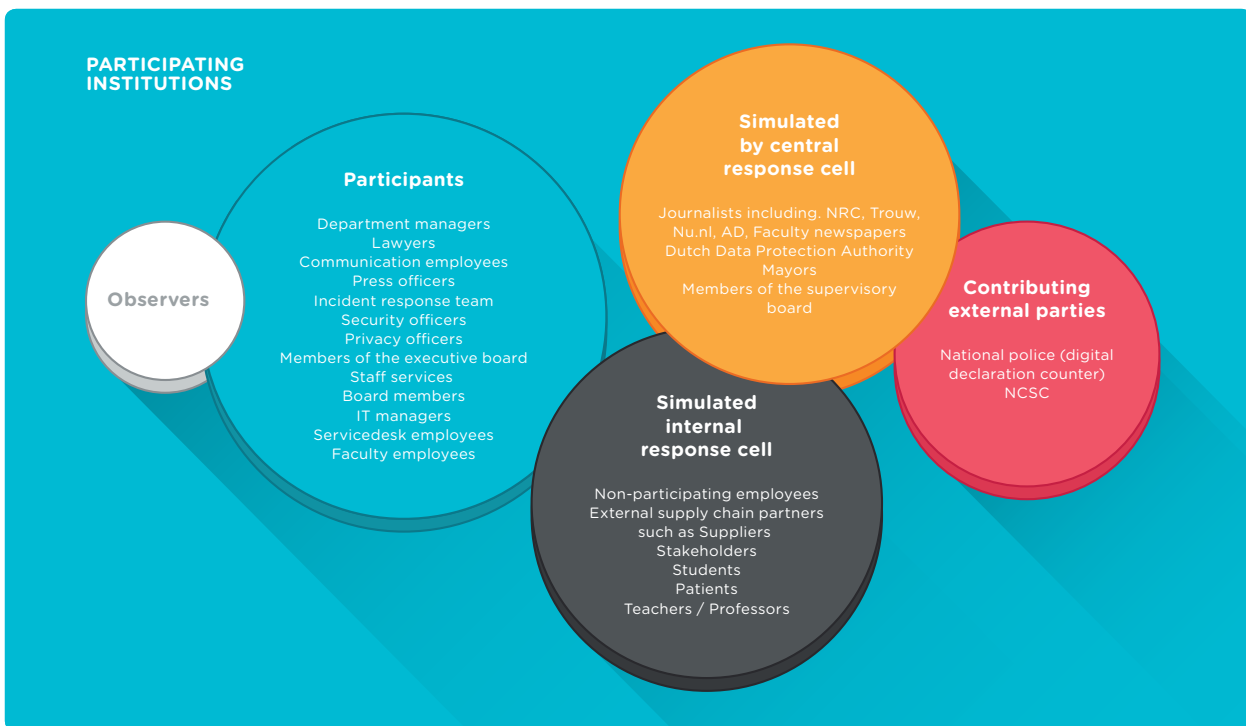 PARTICIPATING
INSTITUTIONS
Observers
Participants
Department managers
Lawyers
Communication employees
Press officers
Incident response team
Security officers
Privacy officers
Members of the executive board
Staff services
Board members
IT managers
Servicedesk employees
Faculty employees
Simulated
by central
response cell
Journalists including. NRC, Trouw,
Nu.nl, AD, Faculty newspapers
Dutch Data Protection Authority
Mayors
Members of the supervisory
board
Simulated
internal
response cell
Non-participating employees
External supply chain partners
such as Suppliers
Stakeholders
Students
Patients
Teachers / Professors
Contributing
external parties
National police (digital
declaration counter)
NCSC